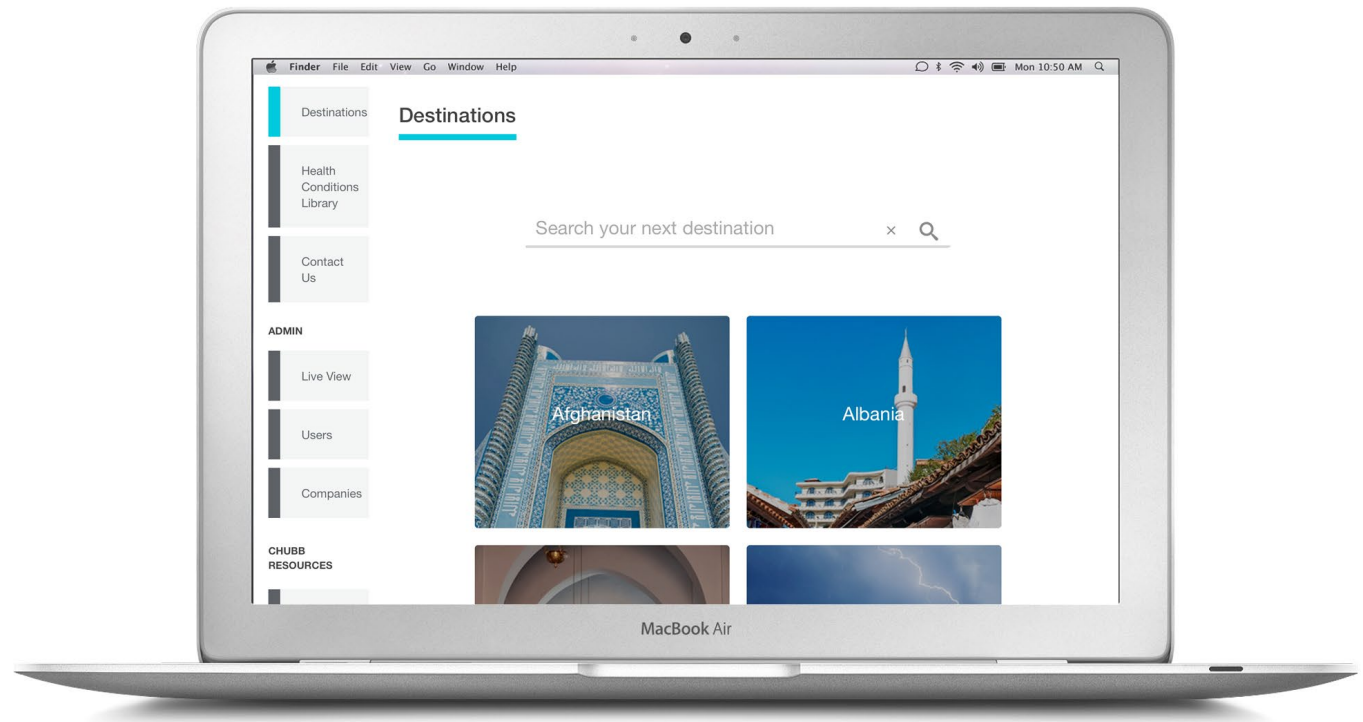 Finder File Edit View Go Window Help
Mon 10:50 AM
Destinations
Health
Conditions
Library
Contact
Us
ADMIN
Live View
Users
Companies
CHUBB
RESOURCES
Destinations
Search your next destination
Afghanistan
Albania
MacBook Air